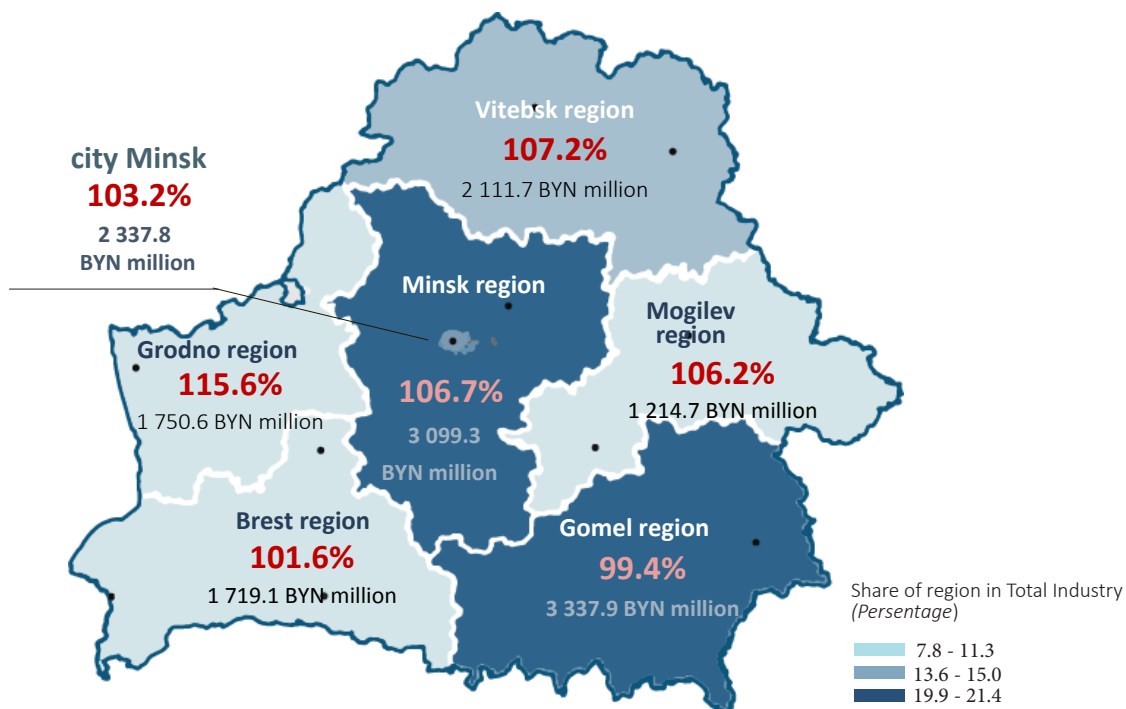 Vitebsk region
107.2%
2 111.7 BYN million
city Minsk
103.2%
2 337.8
BYN million
Minsk region
106.7%
3 099.3
BYN million
Mogilev
region
106.2%
1 214.7 BYN million
Grodno region
115.6%
1 750.6 BYN million
Brest region
101.6%
1 719.1 BYN million
Gomel region
99.4%
3 337.9 BYN million
Share of region in Total Industry
(Percentage)
7.8 - 11.3
13.6 - 15.0
19.9 - 21.4